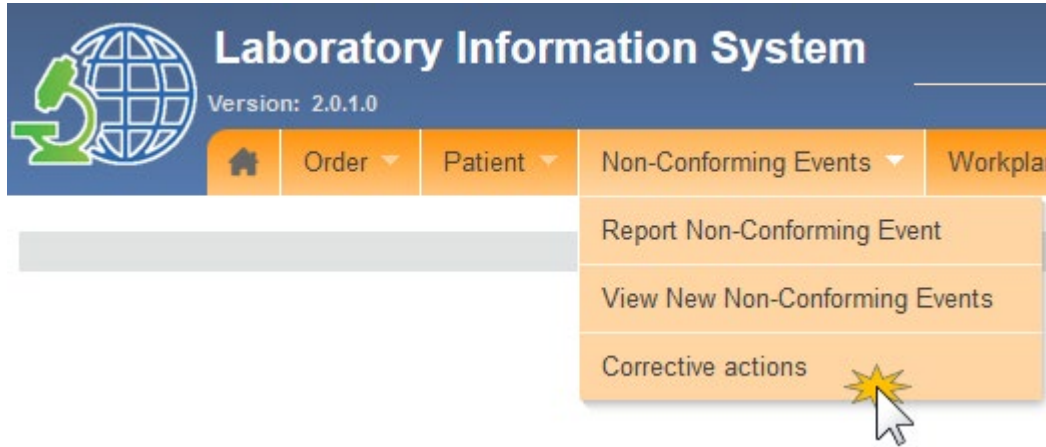 Laboratory Information System
Version: 2.0.1.0
Order Patient Non-Conforming Events
Report Non-Conforming Event
View New Non-Conforming Events
Corrective actions